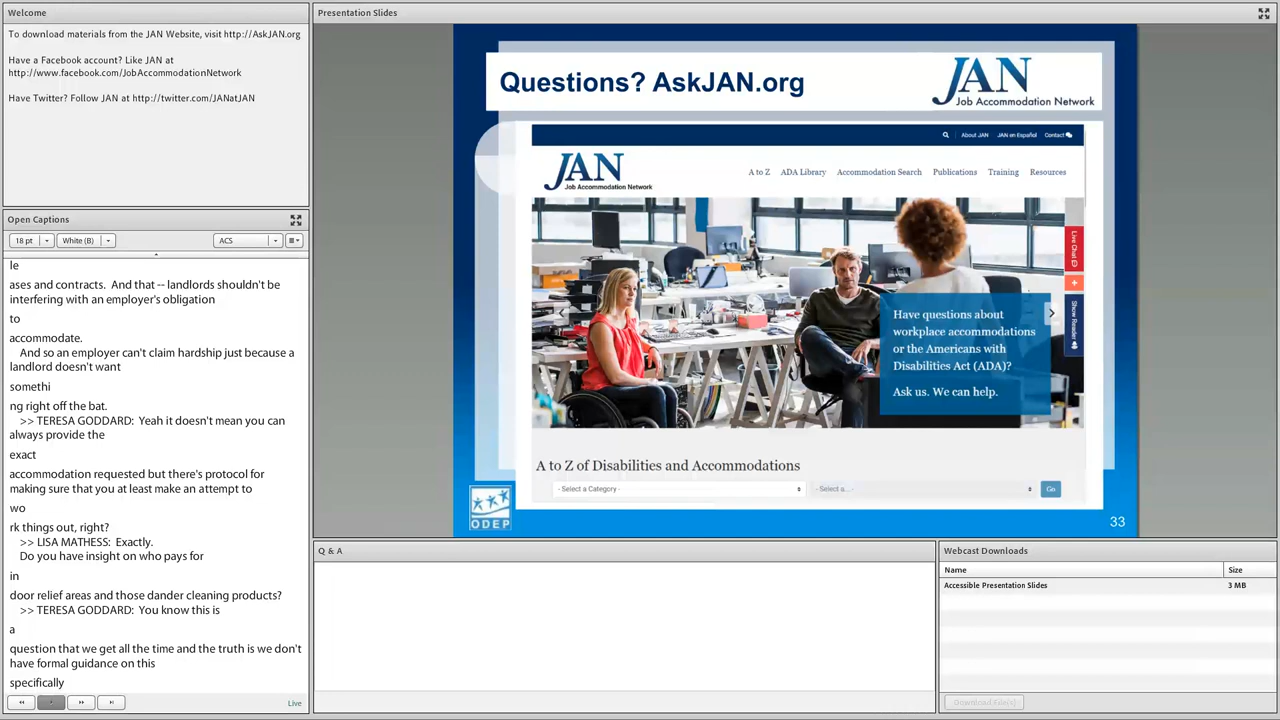 Welcome
To download materials from the JAN Website, visit http://AskJAN.org
Have a Facebook account? Like JAN at
http://www.facebook.com/JobAccommodationNetwork
Have Twitter? Follow JAN at http://twitter.com/JANatJAN
Open Captions
18 pt
White (B)
ACS
le
ases and contracts.  And that -- landlords shouldn't be
interfering with an employer's obligation
to
accommodate.
And so an employer can't claim hardship just because a
landlord doesn't want
somethi
ng right off the bat.
>> TERESA GODDARD:  Yeah it doesn't mean you can
always provide the
exact
accommodation requested but there's protocol for
making sure that you at least make an attempt to
wo
rk things out, right?
>> LISA MATHESS:  Exactly.
Do you have insight on who pays for
in
door relief areas and those dander cleaning products?
>> TERESA GODDARD:  You know this is
a
question that we get all the time and the truth is we don't
have formal guidance on this
specifically
Live
Presentation Slides
Questions? AskJAN.org
JAN
Job Accommodation Network
About JAN
JAN en Español
Contact
JAN
Job Accommodation Network
A to Z
ADA Library
Accommodation Search
Publications
Training
Resources
Live Chat
Show Reader
Have questions about
workplace accommodations
or the Americans with
Disabilities Act (ADA)?
Ask us. We can help.
A to Z of Disabilities and Accommodations
- Select a Category -
- Select a... -
Go
ODEP
33
Q & A
Webcast Downloads
Name
Size
Accessible Presentation Slides
3 MB
Download File(s)